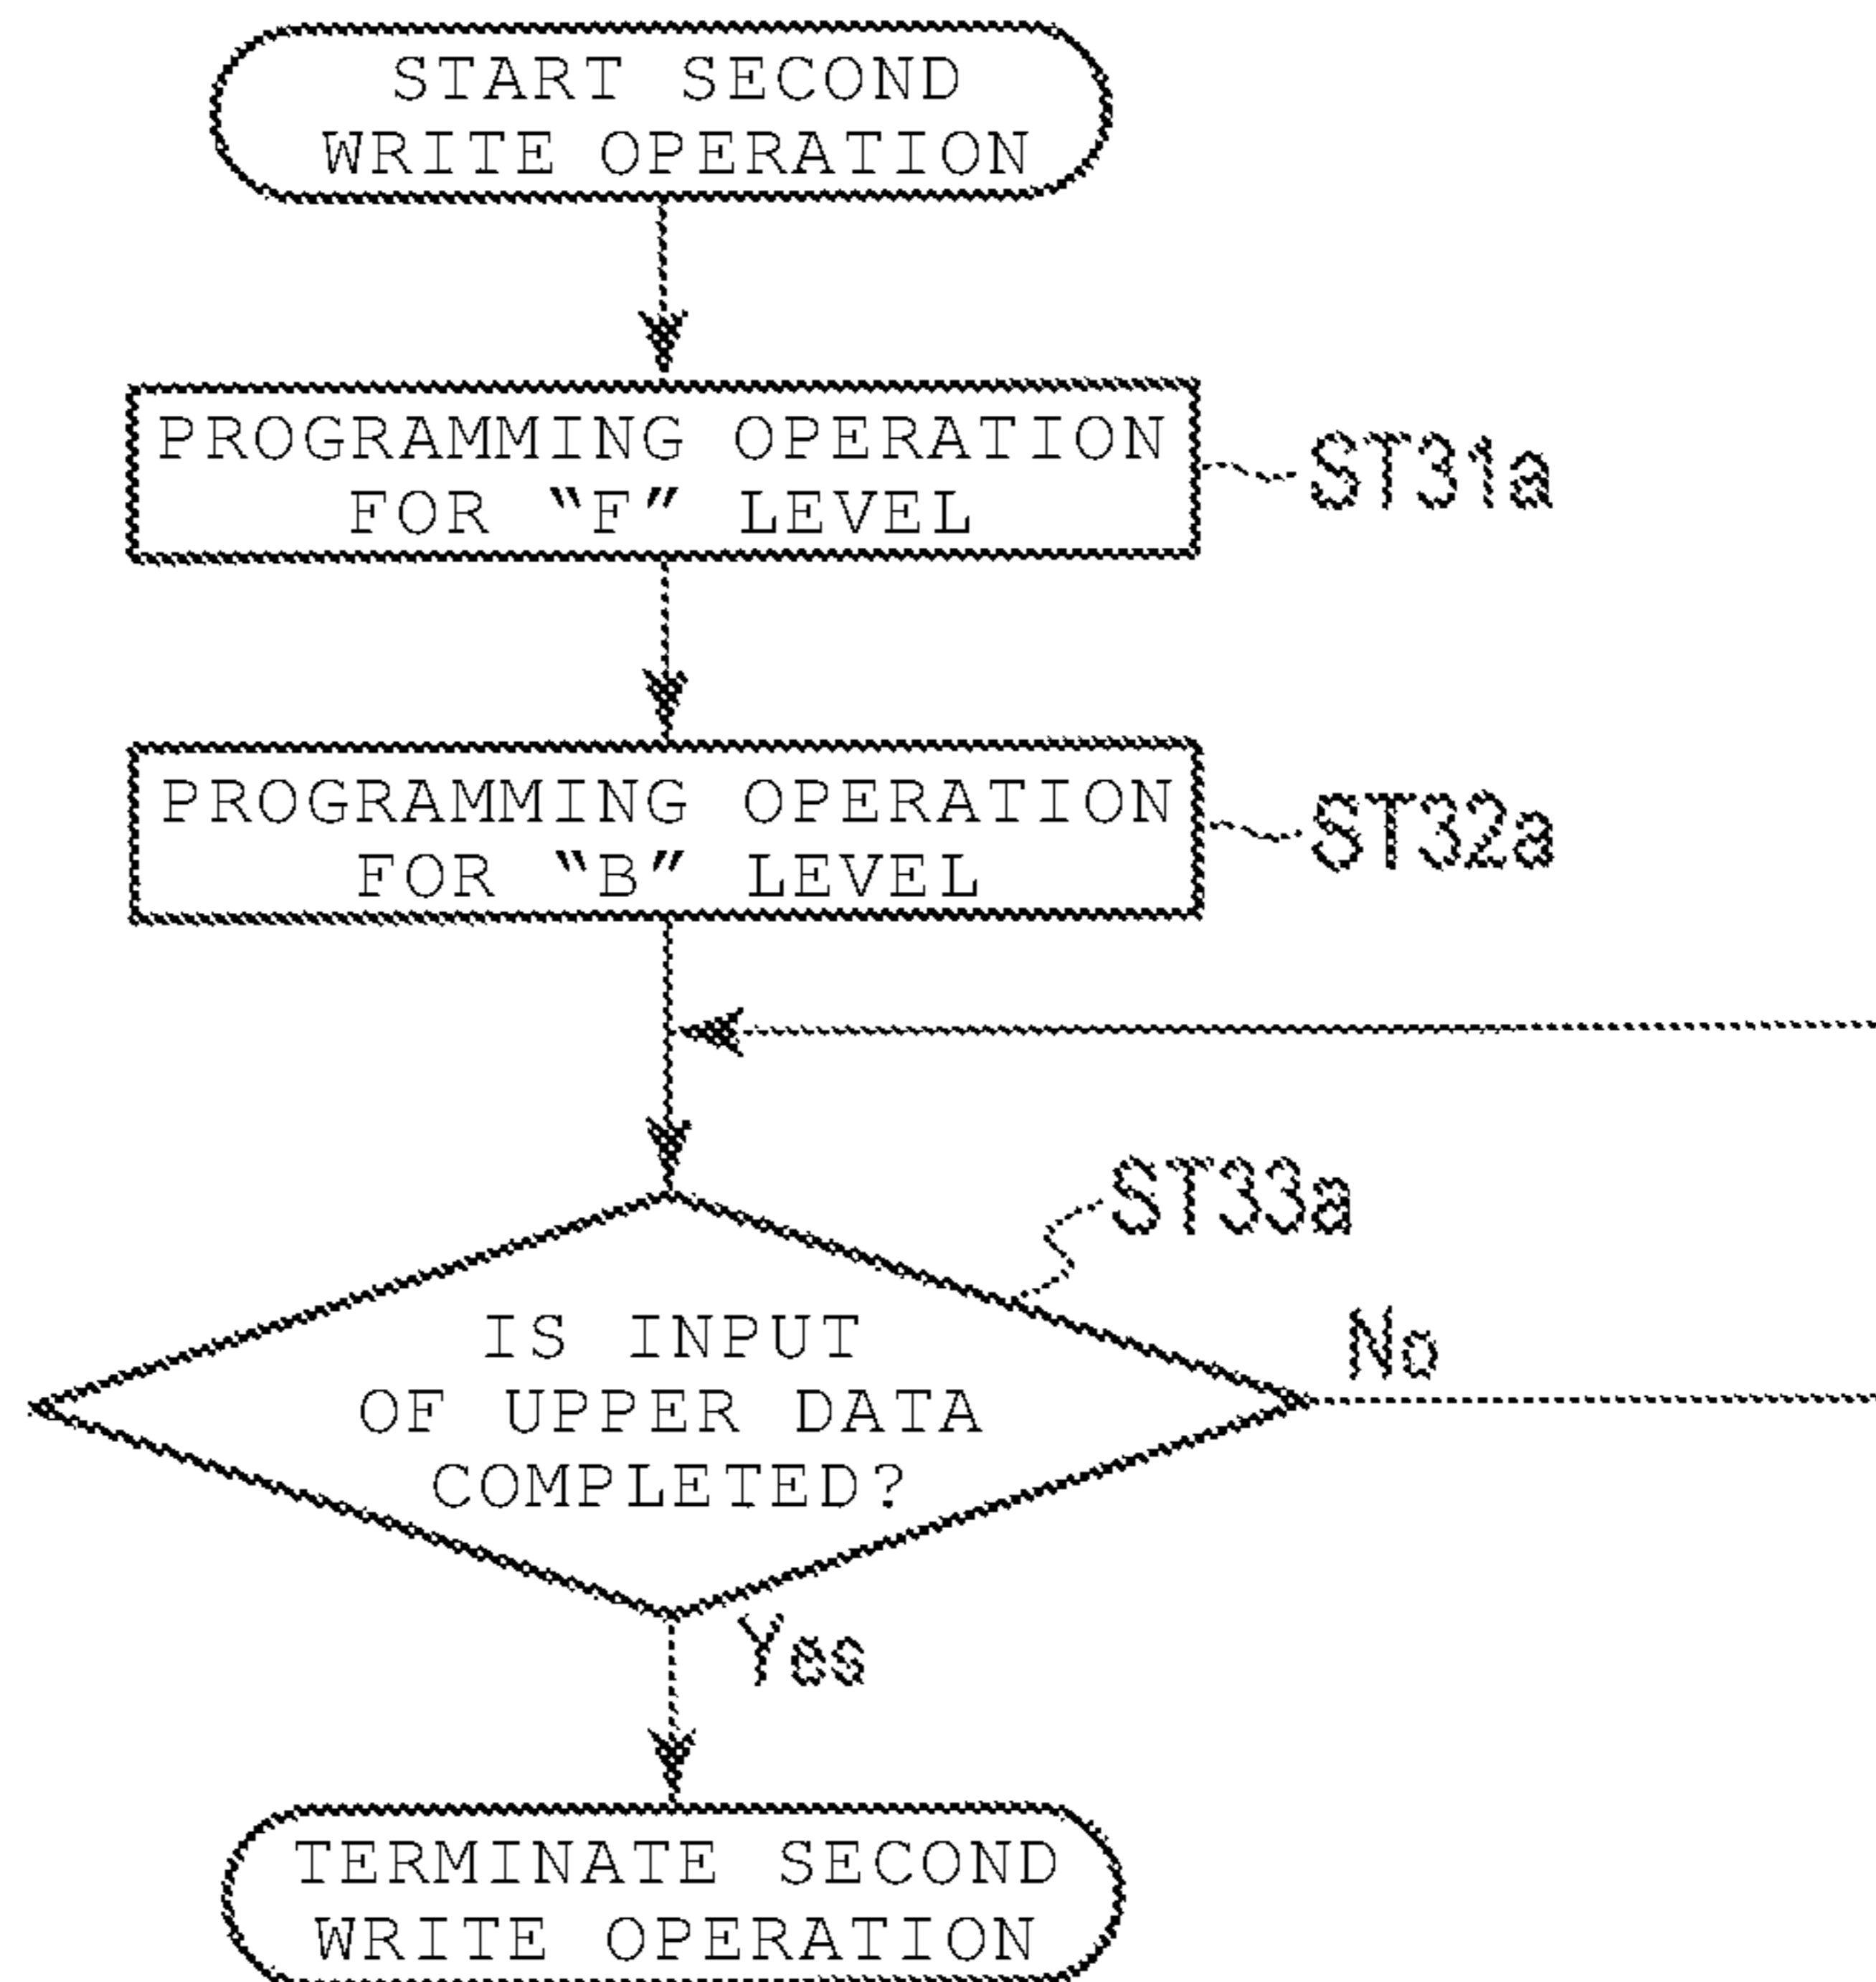 START SECOND
WRITE OPERATION
PROGRAMMING OPERATION
FOR “F” LEVEL
ST31a
PROGRAMMING OPERATION
FOR “B” LEVEL
ST32a
ST33a
IS INPUT
OF UPPER DATA
COMPLETED?
No
Yes
TERMINATE SECOND
WRITE OPERATION